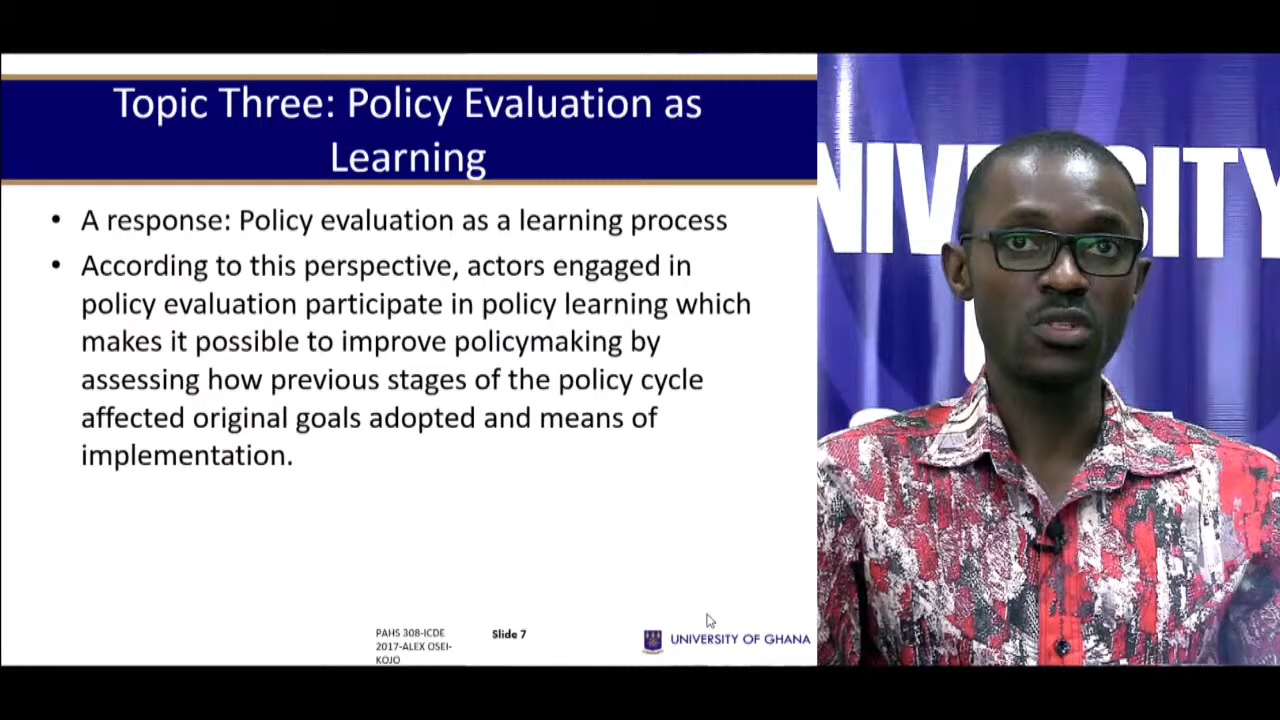 Topic Three: Policy Evaluation as
Learning
• A response: Policy evaluation as a learning process
• According to this perspective, actors engaged in
policy evaluation participate in policy learning which
makes it possible to improve policymaking by
assessing how previous stages of the policy cycle
affected original goals adopted and means of
implementation.
PAHS 308-ICDE
2017-ALEX OSEI-
KOJO
Slide 7
UNIVERSITY OF GHANA
NIVERSITY